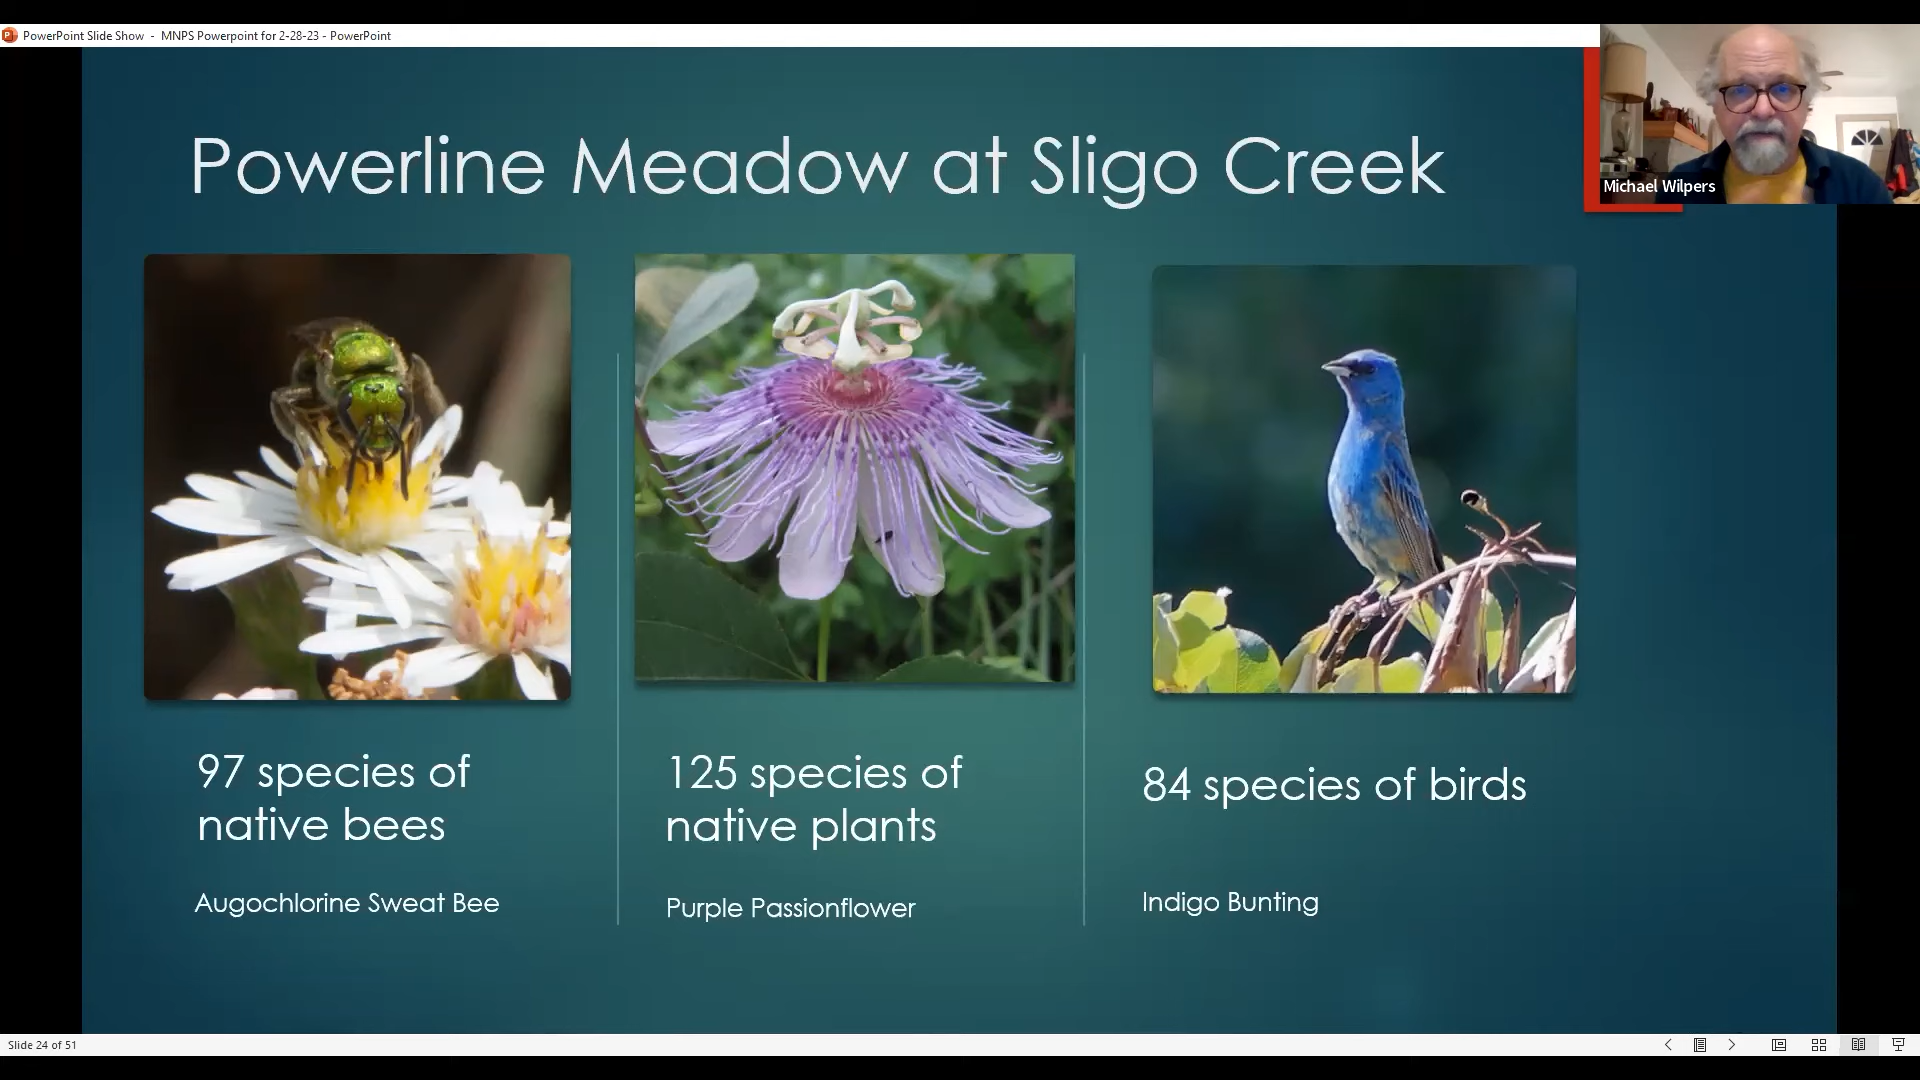 PowerPoint Slide Show - MNPS Powerpoint for 2-28-23 - PowerPoint
Michael Wilpers
Powerline Meadow at Sligo Creek
97 species of
native bees
Augochlorine Sweat Bee
125 species of
native plants
Purple Passionflower
84 species of birds
Indigo Bunting
Slide 24 of 51